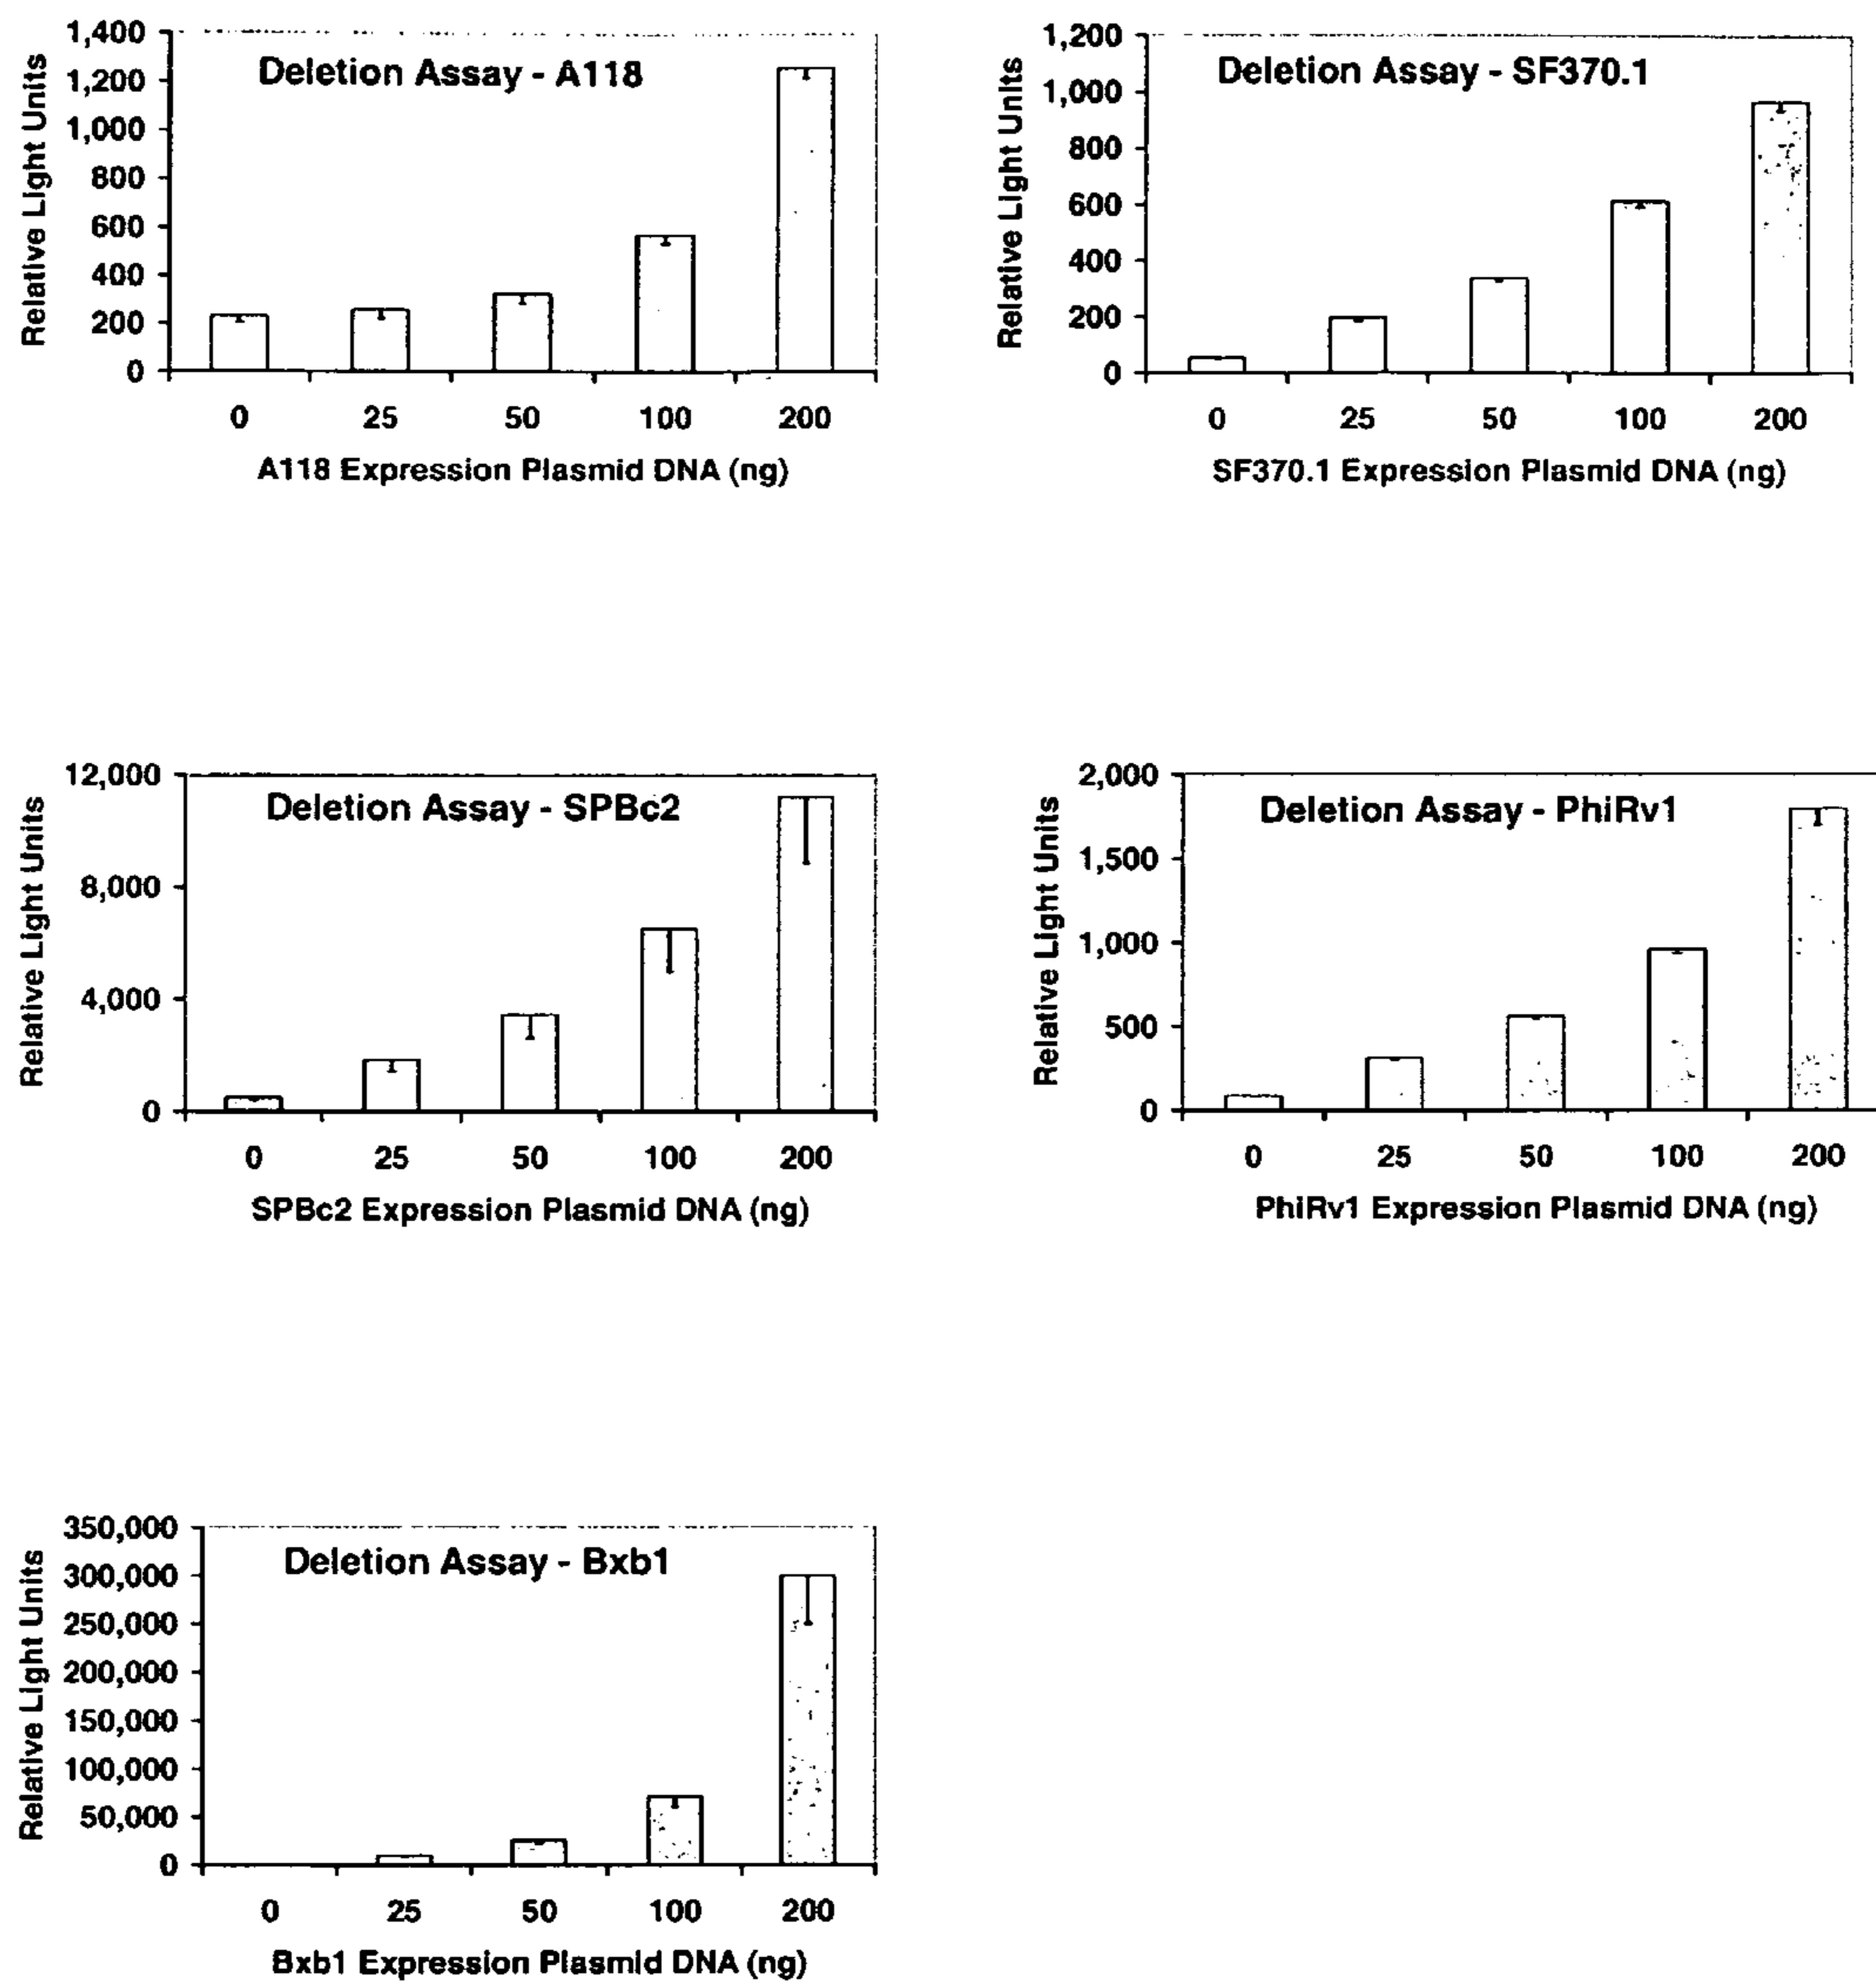 Deletion Assay - A118
Relative Light Units
1,400
1,200
1,000
800
600
400
200
0
0 25 50 100 200
A118 Expression Plasmid DNA (ng)
Deletion Assay - SF370.1
Relative Light Units
1,200
1,000
800
600
400
200
0
0 25 50 100 200
SF370.1 Expression Plasmid DNA (ng)
Deletion Assay - SPBc2
Relative Light Units
12,000
8,000
4,000
0
0 25 50 100 200
SPBc2 Expression Plasmid DNA (ng)
Deletion Assay - PhiRv1
Relative Light Units
2,000
1,500
1,000
500
0
0 25 50 100 200
PhiRv1 Expression Plasmid DNA (ng)
Deletion Assay - Bxb1
Relative Light Units
350,000
300,000
250,000
200,000
150,000
100,000
50,000
0
0 25 50 100 200
Bxb1 Expression Plasmid DNA (ng)